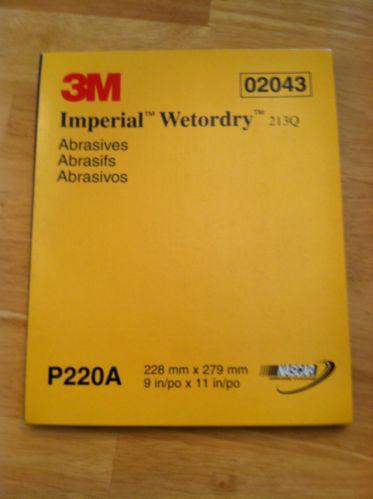 3M
02043
Imperial™ Wetordry™ 213Q
Abrasives
Abrasifs
Abrasivos
P220A
228 mm x 279 mm
9 in/po x 11 in/po
NASCAR